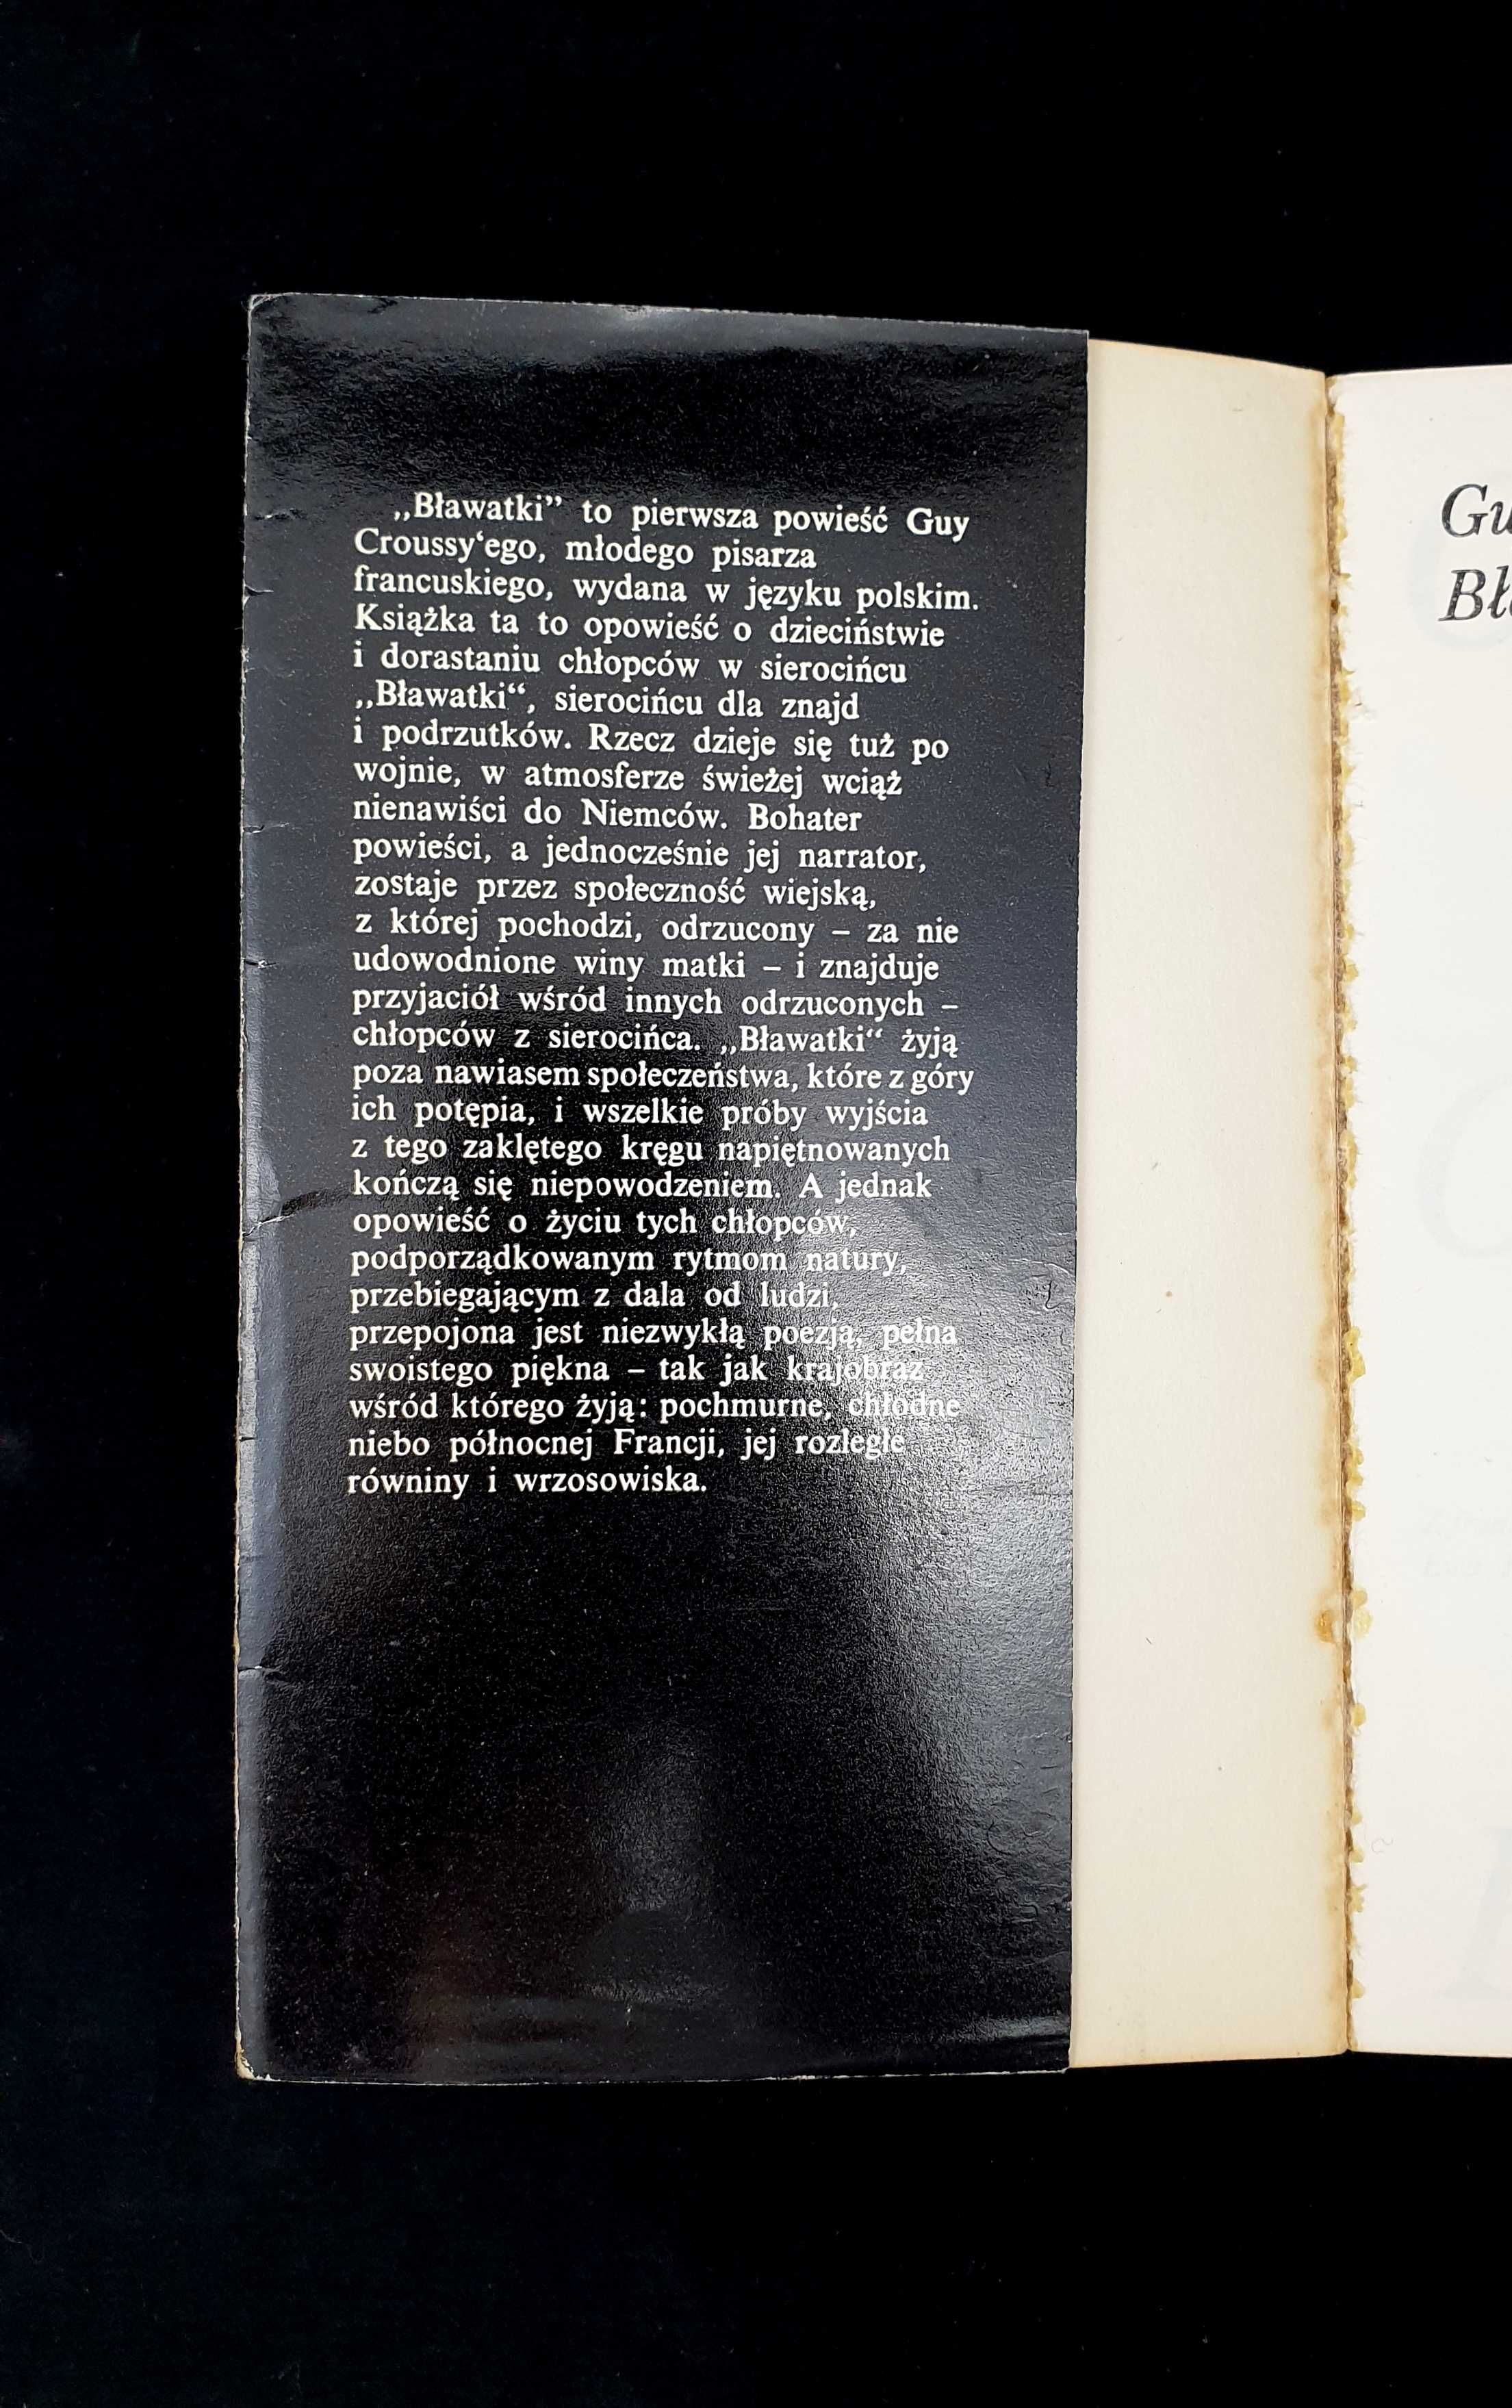 „Bławatki” to pierwsza powieść Guy
Croussy‘ego, młodego pisarza
francuskiego, wydana w języku polskim.
Książka ta to opowieść o dzieciństwie
i dorastaniu chłopców w sierocińcu
„Bławatki“, sierocińcu dla znajd
i podrzutków. Rzecz dzieje się tuż po
wojnie, w atmosferze świeżej wciąż
nienawiści do Niemców. Bohater
powieści, a jednocześnie jej narrator,
zostaje przez społeczność wiejską,
z której pochodzi, odrzucony – za nie
udowodnione winy matki – i znajduje
przyjaciół wśród innych odrzuconych –
chłopców z sierocińca. „Bławatki“ żyją
poza nawiasem społeczeństwa, które z góry
ich potępia, i wszelkie próby wyjścia
z tego zaklętego kręgu napiętnowanych
kończą się niepowodzeniem. A jednak
opowieść o życiu tych chłopców,
podporządkowanym rytmom natury,
przebiegającym z dala od ludzi,
przepojona jest niezwykłą poezją, pełna
swoistego piękna – tak jak krajobraz
wśród którego żyją: pochmurne, chłodne
niebo północnej Francji, jej rozległe
równiny i wrzosowiska.
Gu
Bł